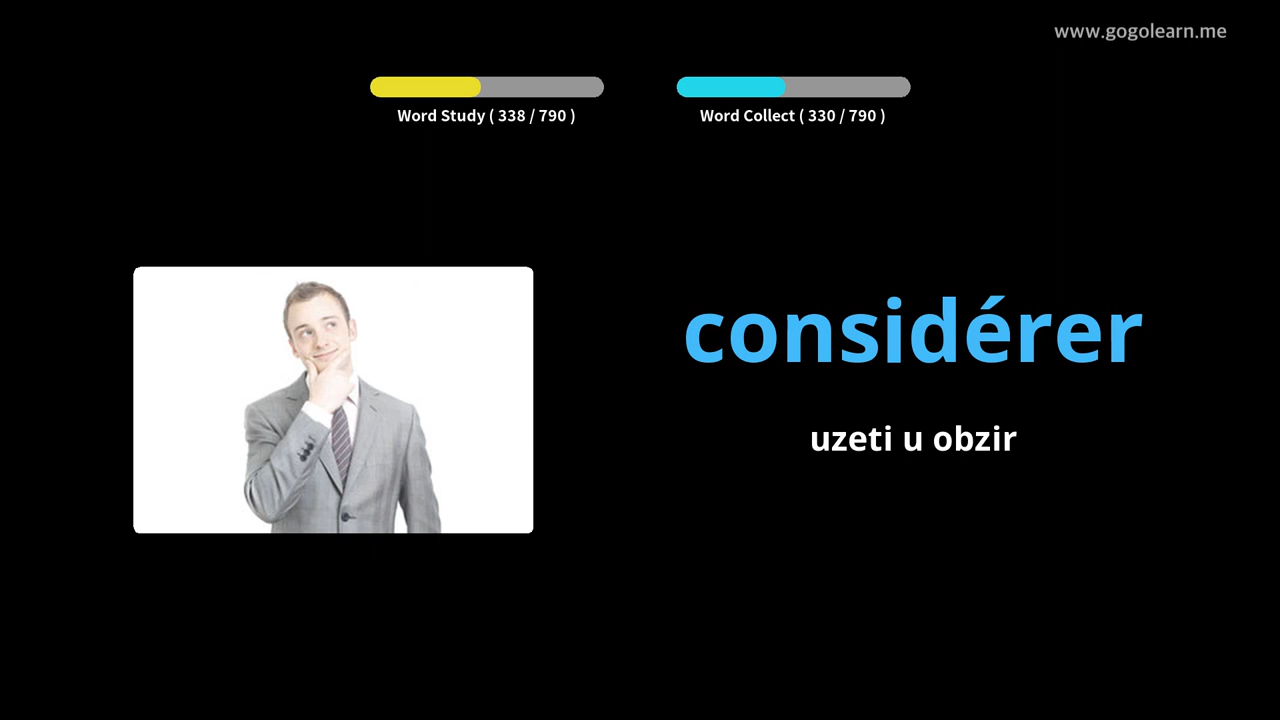 www.gogolearn.me
Word Study ( 338 / 790 )
Word Collect ( 330 / 790 )
considérer
uzeti u obzir